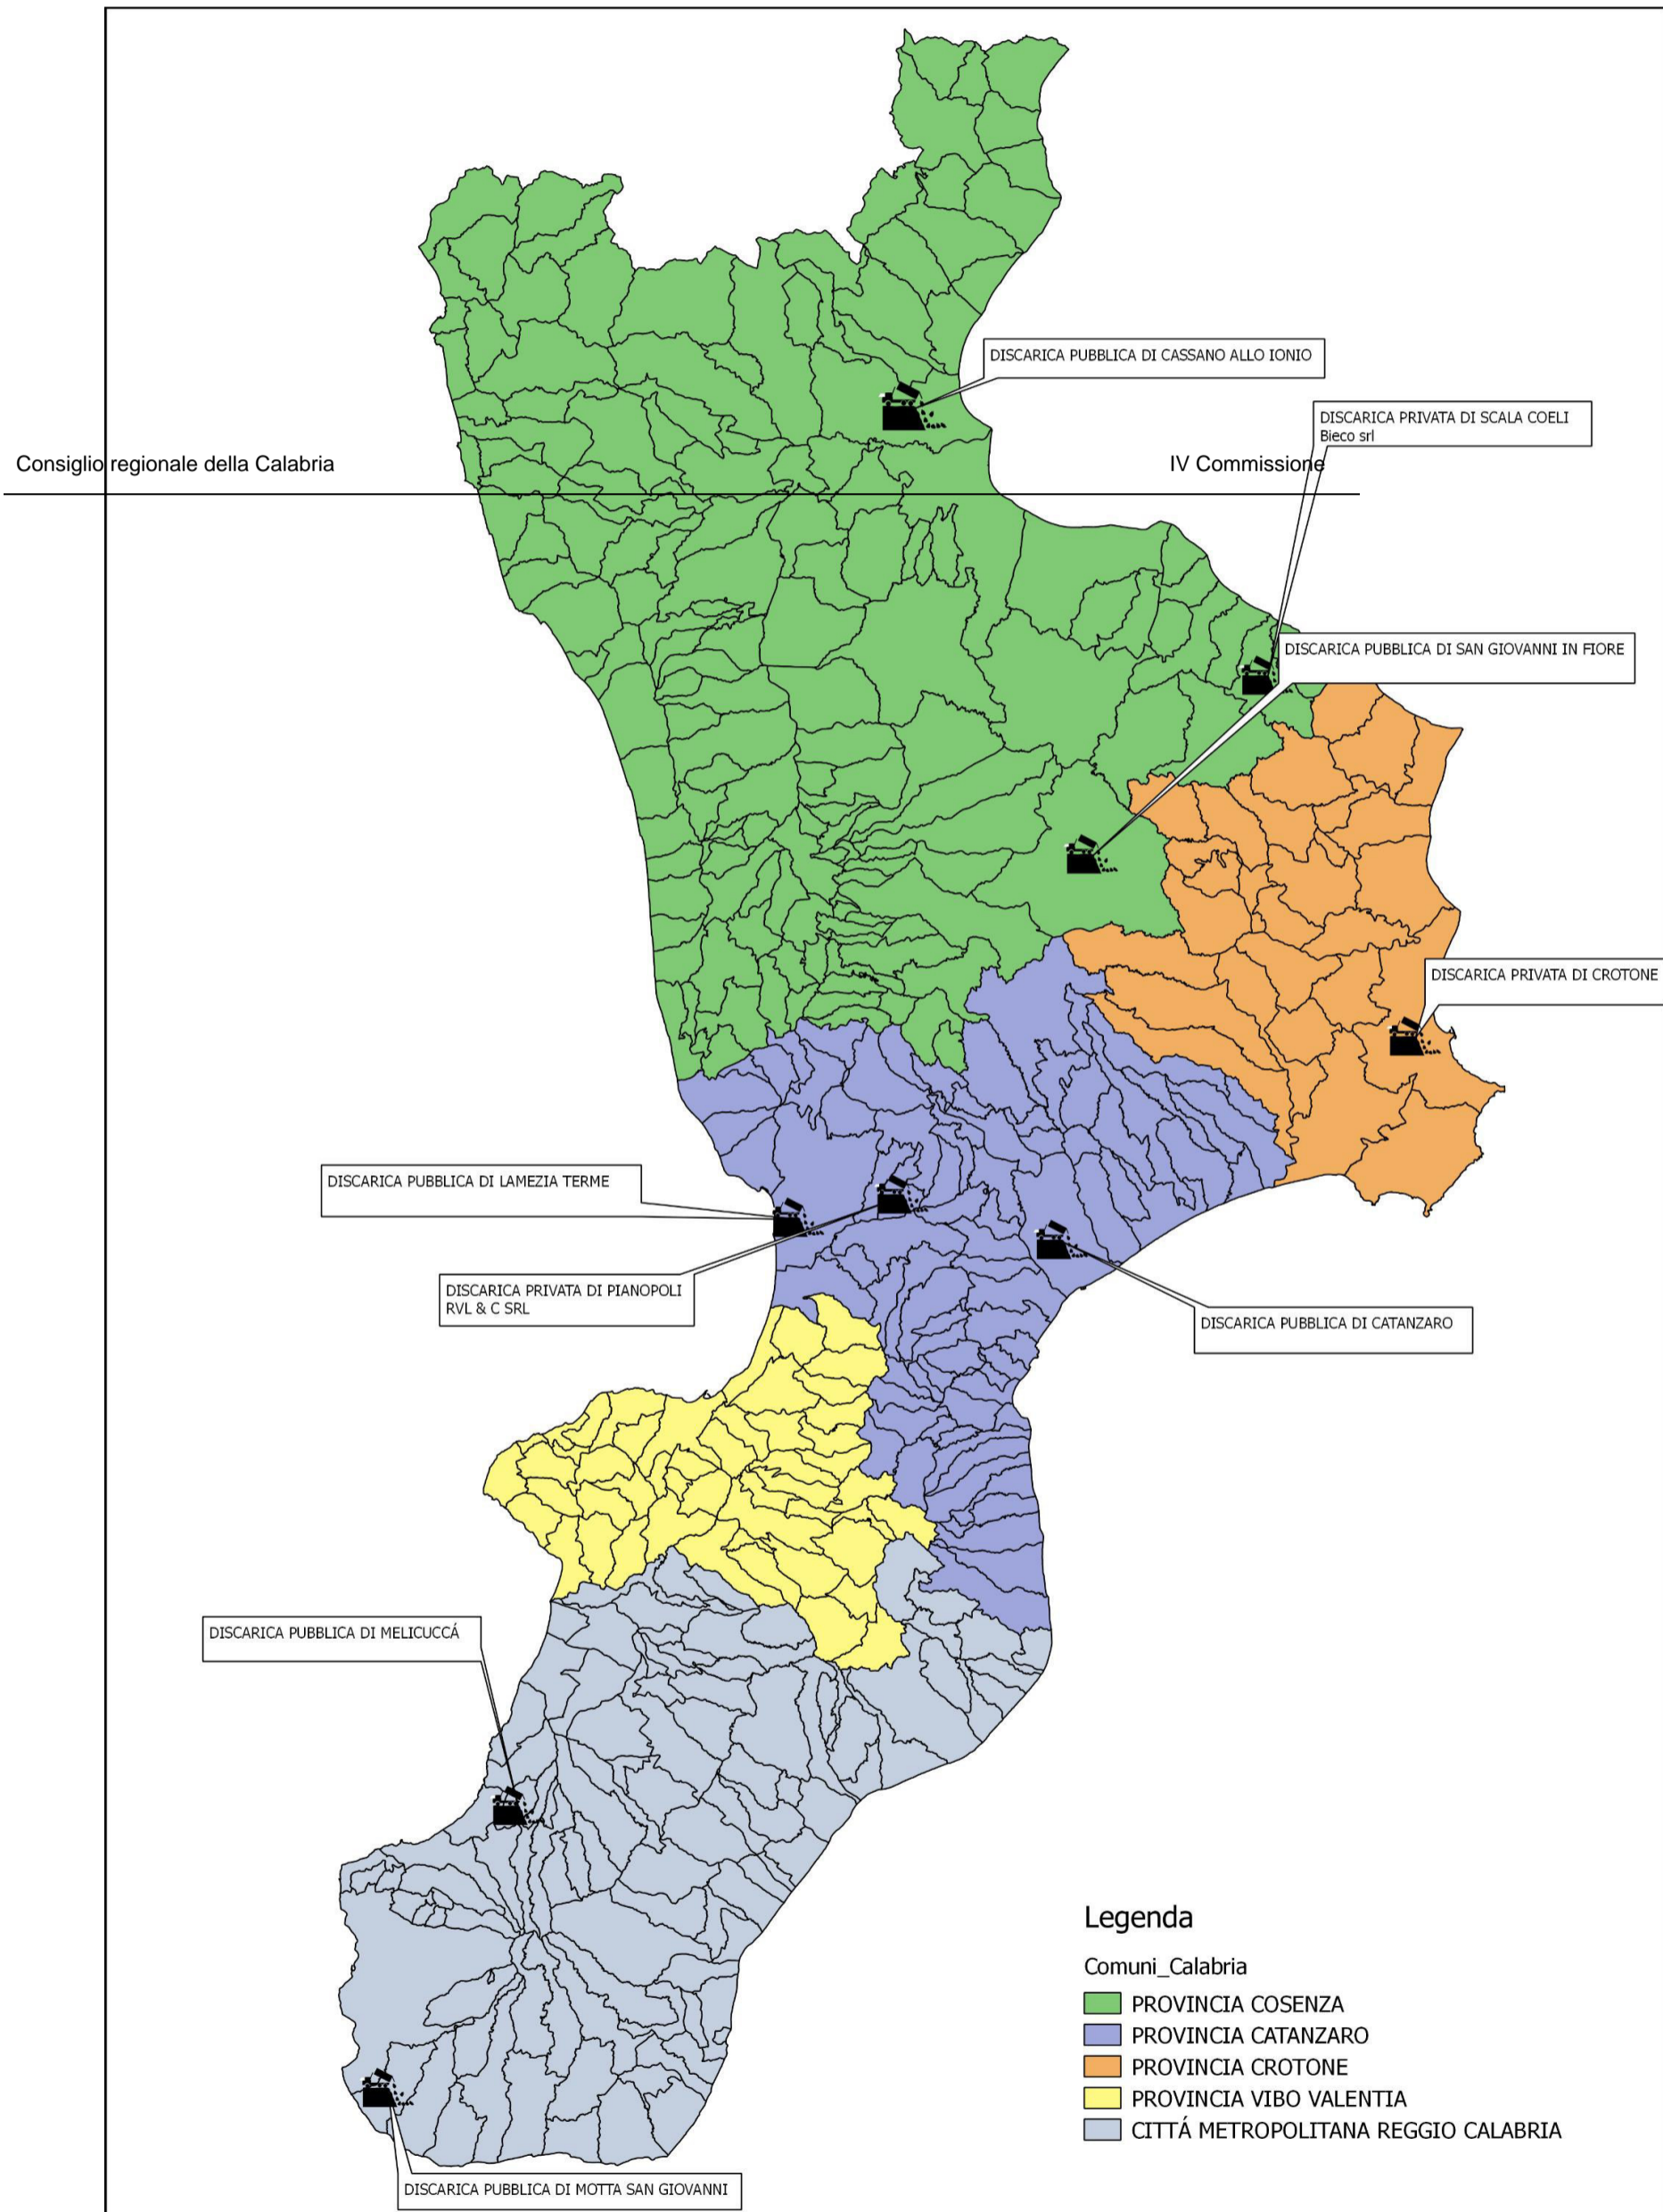 DISCARICA PUBBLICA DI CASSANO ALLO IONIO
DISCARICA PRIVATA DI SCALA COELI
Bieco srl
Consiglio regionale della Calabria
IV Commissione
DISCARICA PUBBLICA DI SAN GIOVANNI IN FIORE
DISCARICA PRIVATA DI CROTONE
DISCARICA PUBBLICA DI LAMEZIA TERME
DISCARICA PRIVATA DI PIANOPOLI
RVL & C SRL
DISCARICA PUBBLICA DI CATANZARO
DISCARICA PUBBLICA DI MELICUCCÁ
Legenda
Comuni_Calabria
PROVINCIA COSENZA
PROVINCIA CATANZARO
PROVINCIA CROTONE
PROVINCIA VIBO VALENTIA
CITTÁ METROPOLITANA REGGIO CALABRIA
DISCARICA PUBBLICA DI MOTTA SAN GIOVANNI